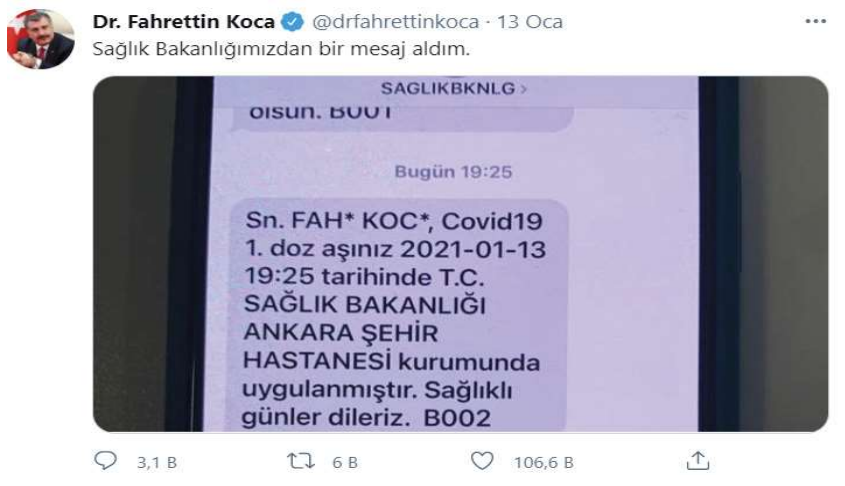 Dr. Fahrettin Koca @drfahrettinkoca · 13 Oca
Sağlık Bakanlığımızdan bir mesaj aldım.
SAGLIKBKNLG >
olsun. B001
Bugün 19:25
Sn. FAH* KOC*, Covid19
1. doz aşınız 2021-01-13
19:25 tarihinde T.C.
SAĞLIK BAKANLIĞI
ANKARA ŞEHİR
HASTANESİ kurumunda
uygulanmıştır. Sağlıklı
günler dileriz. B002
3,1 B 6 B 106,6 B